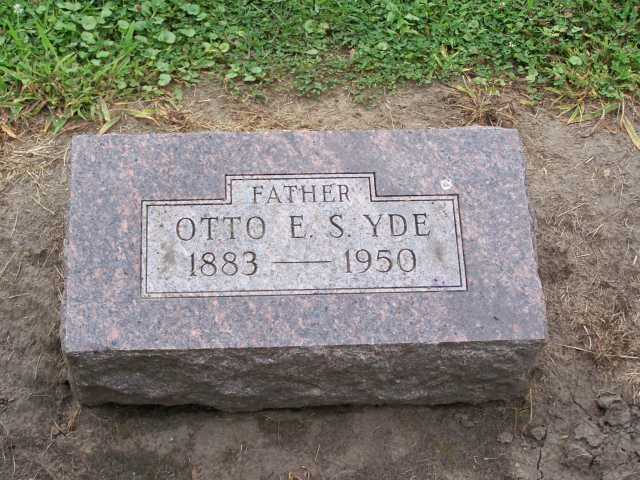 FATHER
OTTO E. S. YDE
1883 — 1950